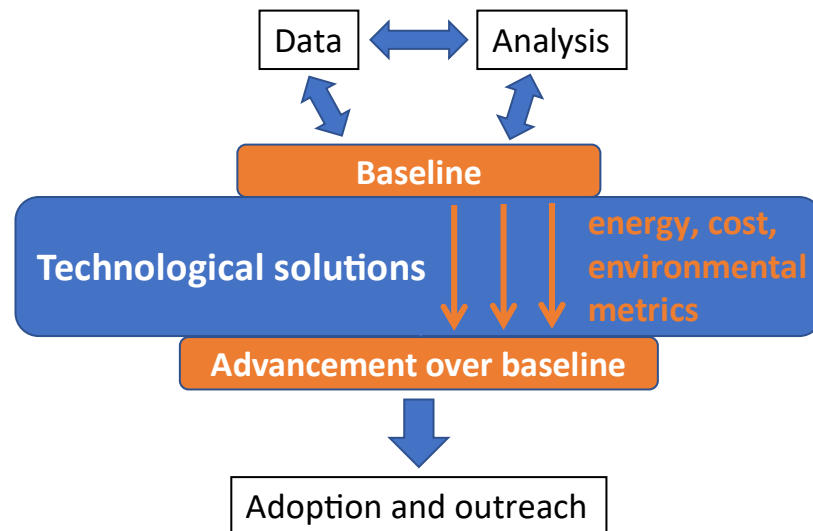 Data
Analysis
Baseline
Technological solutions
energy, cost,
environmental
metrics
Advancement over baseline
Adoption and outreach